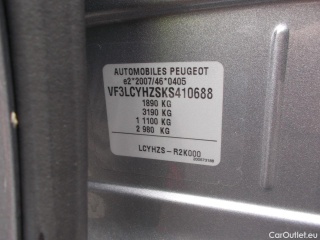 AUTOMOBILES PEUGEOT
e2*2007/46*0405
VF3LCYHZSKS410688
1890 KG
3190 KG
1 1100 KG
2 980 KG
LCYHZS-R2K000
CarOutlet.eu